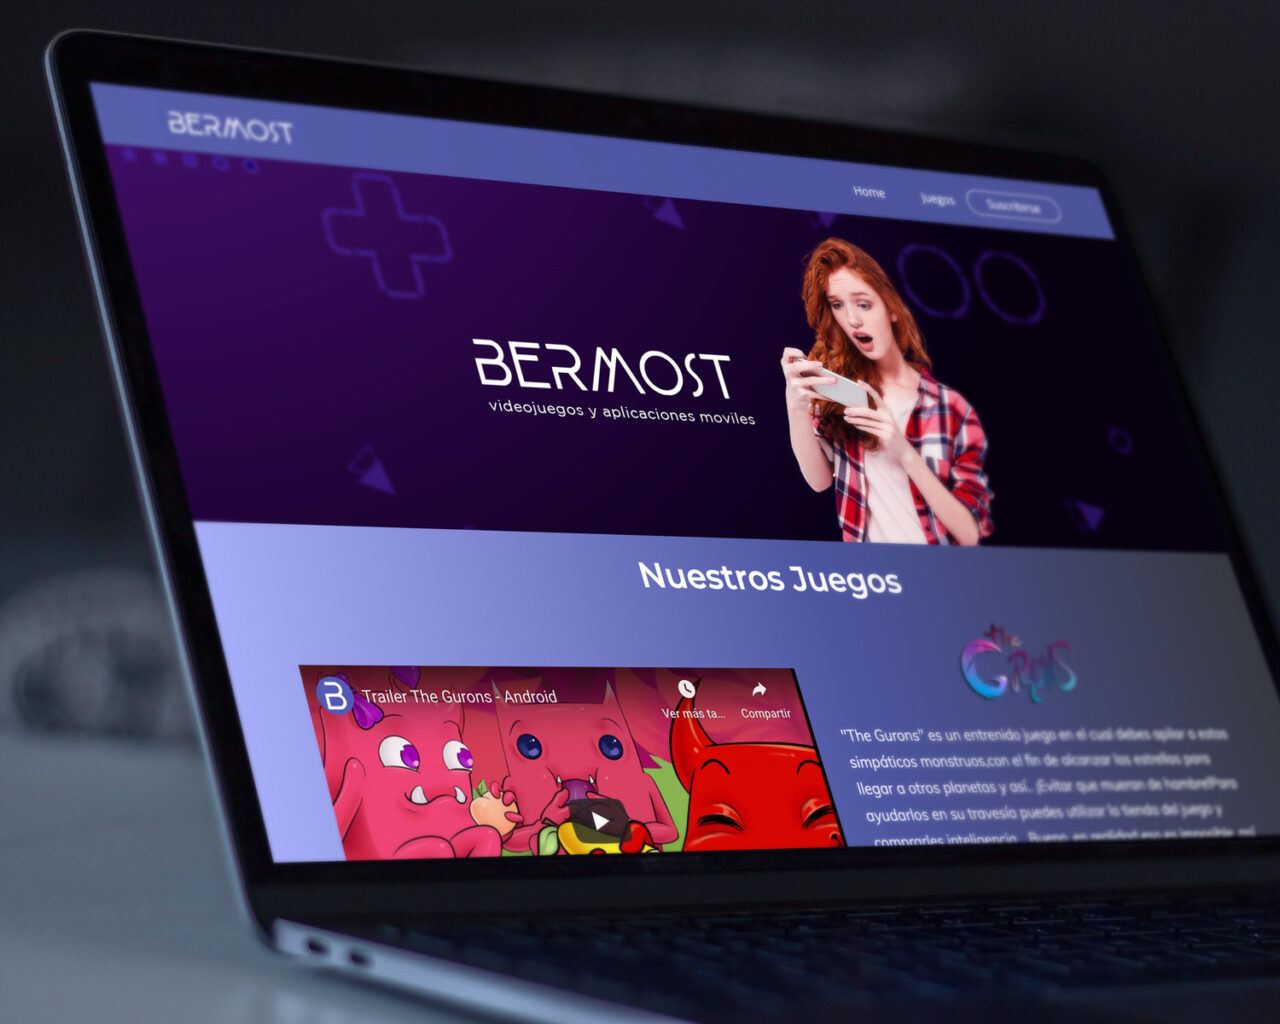 BERMOST
Home
Juegos
Suscribirse
BERMOST
videojuegos y aplicaciones moviles
Nuestros Juegos
B
Trailer The Gurons - Android
Ver más ta...
Compartir
the
GURONS
"The Gurons" es un entrenido juego en el cual debes apilar a estos
simpáticos monstruos,con el fin de alcanzar las estrellas para
llegar a otros planetas y así.. ¡Evitar que mueran de hambre!Para
ayudarlos en su travesía puedes utilizar la tienda del juego y
comprarles inteligencia... Bueno, en realidad eso es imposible, así